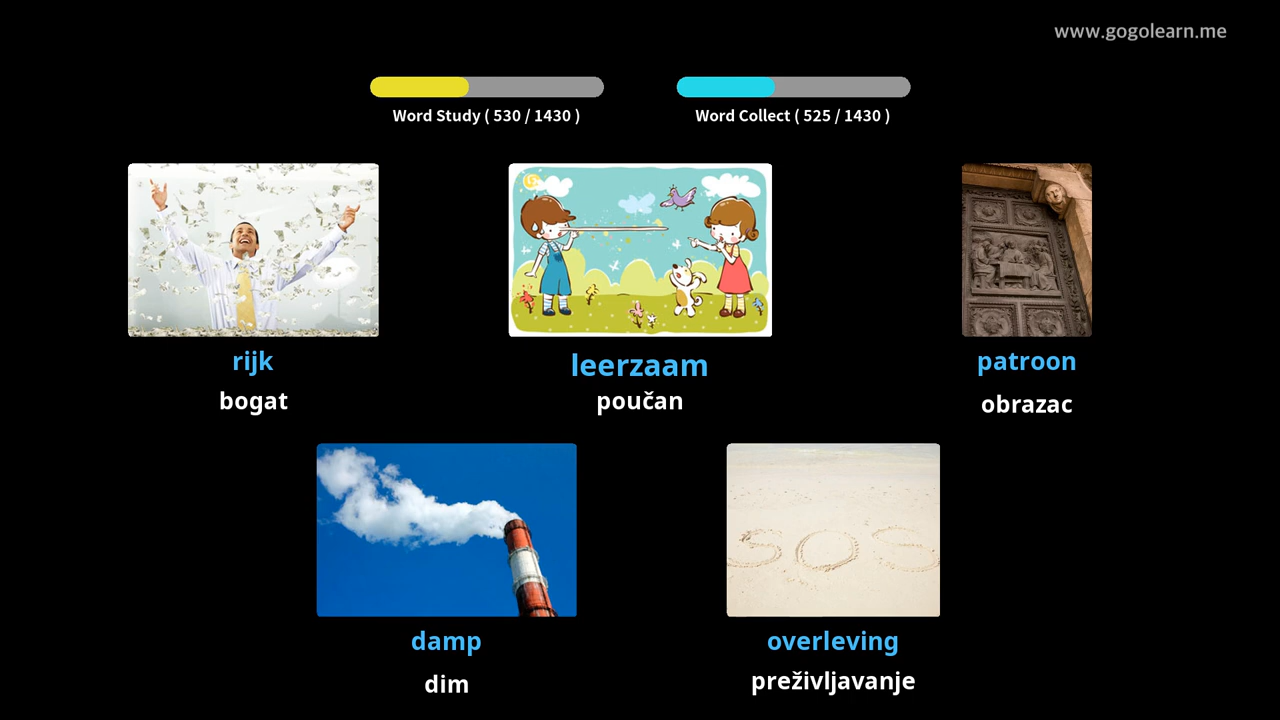 www.gogolearn.me
Word Study ( 530 / 1430 )
Word Collect ( 525 / 1430 )
rijk
bogat
leerzaam
poučan
patroon
obrazac
SOS
damp
dim
overleving
preživljavanje